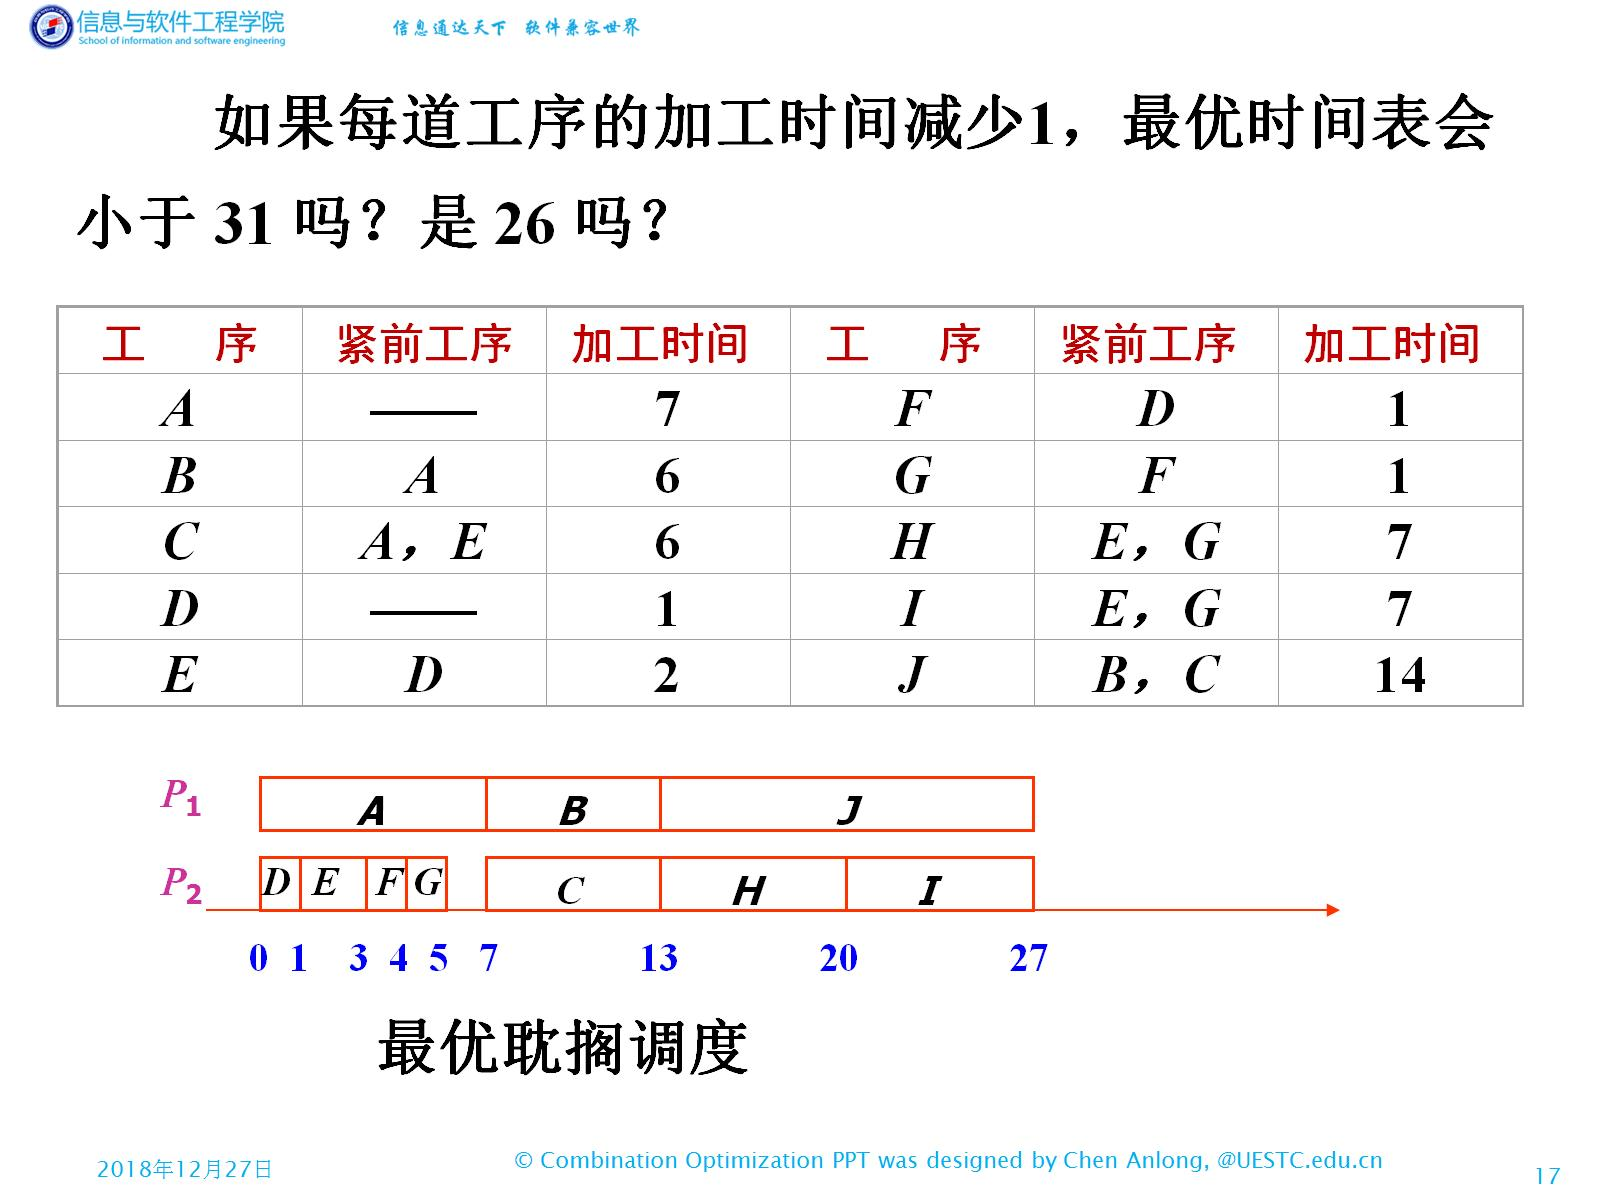 信息与软件工程学院
School of information and software engineering
信息通达天下 软件兼容世界
如果每道工序的加工时间减少1，最优时间表会
小于 31 吗？是 26 吗？
工 序 紧前工序 加工时间 工 序 紧前工序 加工时间
A —— 7 F D 1
B A 6 G F 1
C A，E 6 H E，G 7
D —— 1 I E，G 7
E D 2 J B，C 14
P1 A B J
P2 D E F G C H I
0 1 3 4 5 7 13 20 27
最优耽搁调度
2018年12月27日
© Combination Optimization PPT was designed by Chen Anlong, @UESTC.edu.cn
17